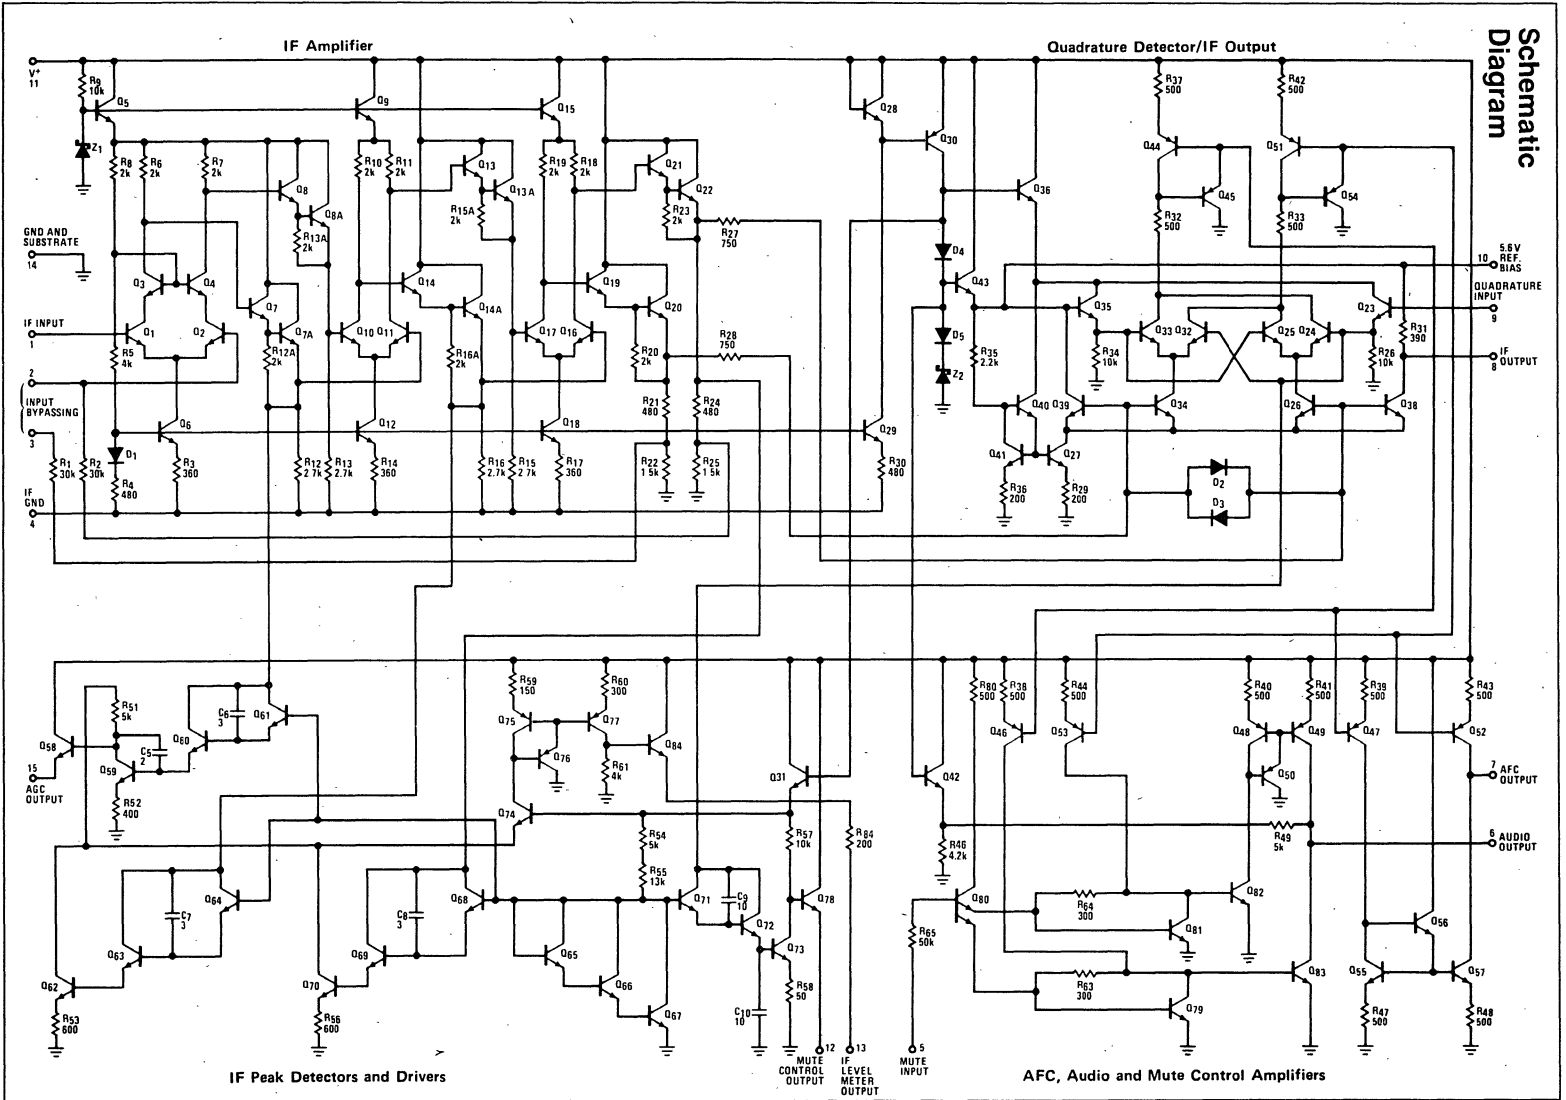 Schematic
Diagram
IF Amplifier
Quadrature Detector/IF Output
V+
11
R9
10k
Q5
Q9
Q15
Q28
R37
500
R42
500
Z1
R8
2k
R6
2k
R7
2k
Q8
Q8A
R13A
2k
R10
2k
R11
2k
Q13
Q13A
R15A
2k
R19
2k
R18
2k
Q21
Q22
R23
2k
R27
750
Q30
Q36
Q44
Q45
R32
500
Q51
Q54
R33
500
GND AND
SUBSTRATE
14
Q3
Q4
Q7
Q7A
Q14
Q14A
Q19
Q20
D4
Q43
Q35
Q23
5.6V
REF.
BIAS
10
QUADRATURE
INPUT
9
IF INPUT
1
Q1
Q2
R5
4k
R12A
2k
Q10
Q11
R16A
2k
Q17
Q16
R20
2k
R28
750
D5
Z2
R35
2.2k
R34
10k
Q33
Q32
Q25
Q24
R26
10k
R31
390
IF
OUTPUT
8
2
INPUT
BYPASSING
3
R21
480
R24
480
Q6
Q12
Q18
Q29
Q40
Q39
Q34
Q26
Q38
R1
30k
R2
30k
D1
R4
480
R3
360
R12
2.7k
R13
2.7k
R14
360
R16
2.7k
R15
2.7k
R17
360
R22
1 5k
R25
1 5k
R30
480
Q41
Q27
R36
200
R29
200
D2
D3
IF
GND
4
R51
5k
C6
3
Q61
R59
150
R60
300
R80
500
R38
500
R44
500
R40
500
R41
500
R39
500
R43
500
Q58
C5
2
Q60
Q59
R52
400
Q75
Q77
Q76
Q84
R61
4k
Q31
Q42
Q46
Q53
Q48
Q49
Q50
Q47
Q52
15
AGC
OUTPUT
7
AFC
OUTPUT
Q74
R54
5k
R55
13k
R57
10k
R84
200
R46
4.2k
R49
5k
6
AUDIO
OUTPUT
C7
3
Q64
C8
3
Q68
Q71
C9
10
Q72
Q78
Q80
R64
300
Q82
Q81
Q56
Q63
Q62
R53
600
Q69
Q70
R56
600
Q65
Q66
Q67
Q73
R58
50
C10
10
R65
50k
R63
300
Q79
Q83
Q55
Q57
R47
500
R48
500
12
MUTE
CONTROL
OUTPUT
13
IF
LEVEL
METER
OUTPUT
5
MUTE
INPUT
IF Peak Detectors and Drivers
AFC, Audio and Mute Control Amplifiers